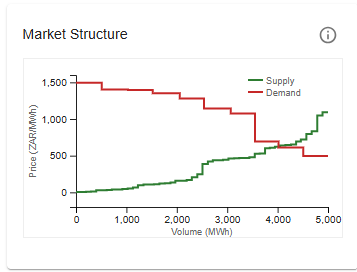 Market Structure
Supply
Demand
Price (ZAR/MWh)
1,500
1,000
500
0
0 1,000 2,000 3,000 4,000 5,000
Volume (MWh)